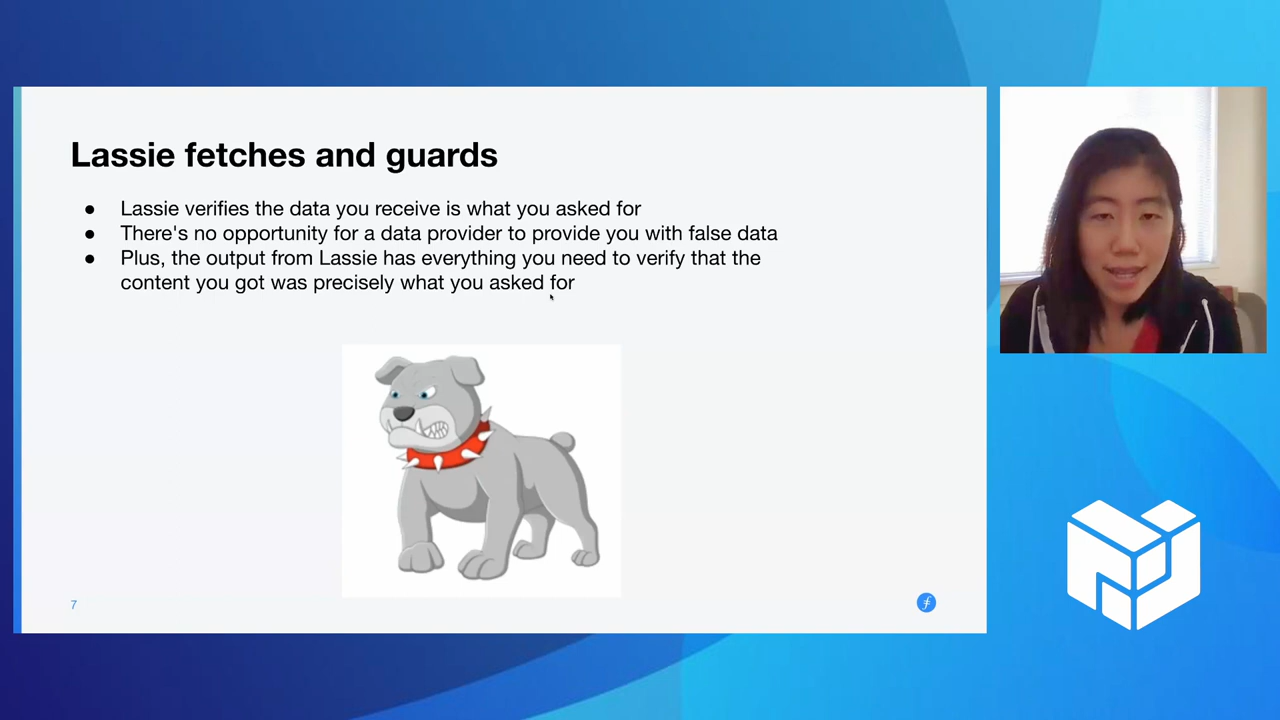 Lassie fetches and guards
● Lassie verifies the data you receive is what you asked for
● There's no opportunity for a data provider to provide you with false data
● Plus, the output from Lassie has everything you need to verify that the
content you got was precisely what you asked for
7